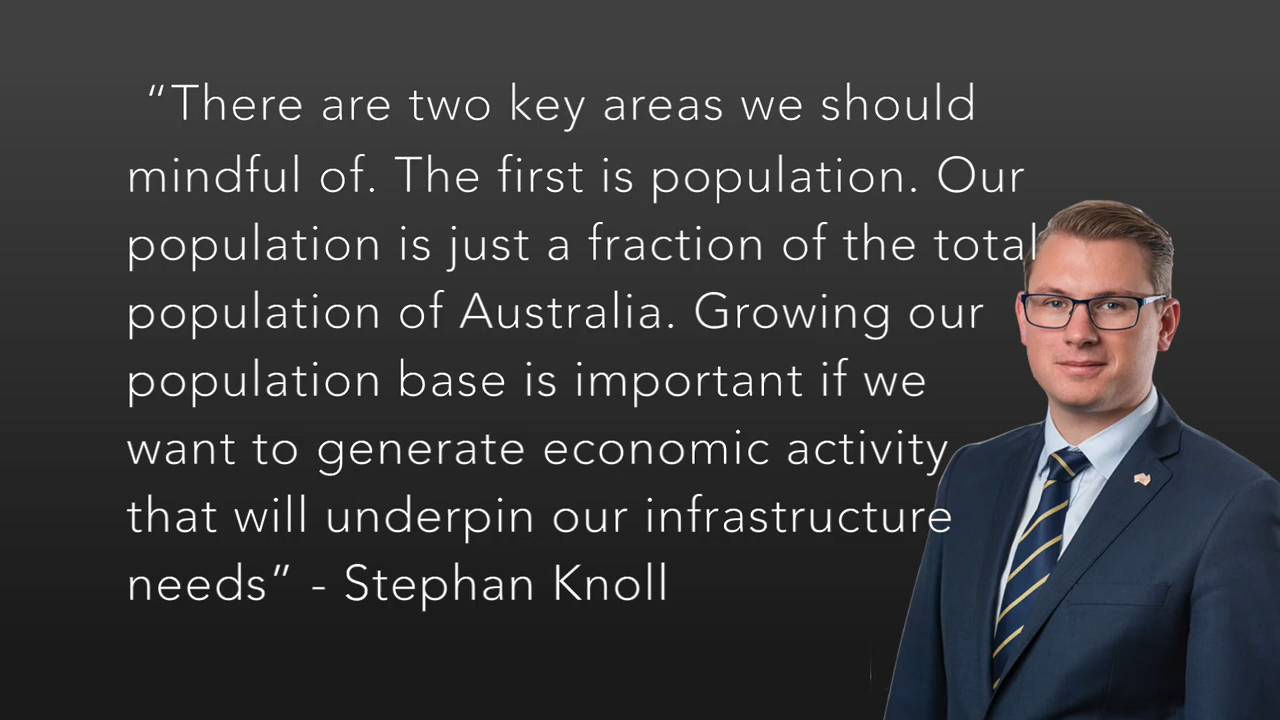 “There are two key areas we should
mindful of. The first is population. Our
population is just a fraction of the total
population of Australia. Growing our
population base is important if we
want to generate economic activity
that will underpin our infrastructure
needs” - Stephan Knoll